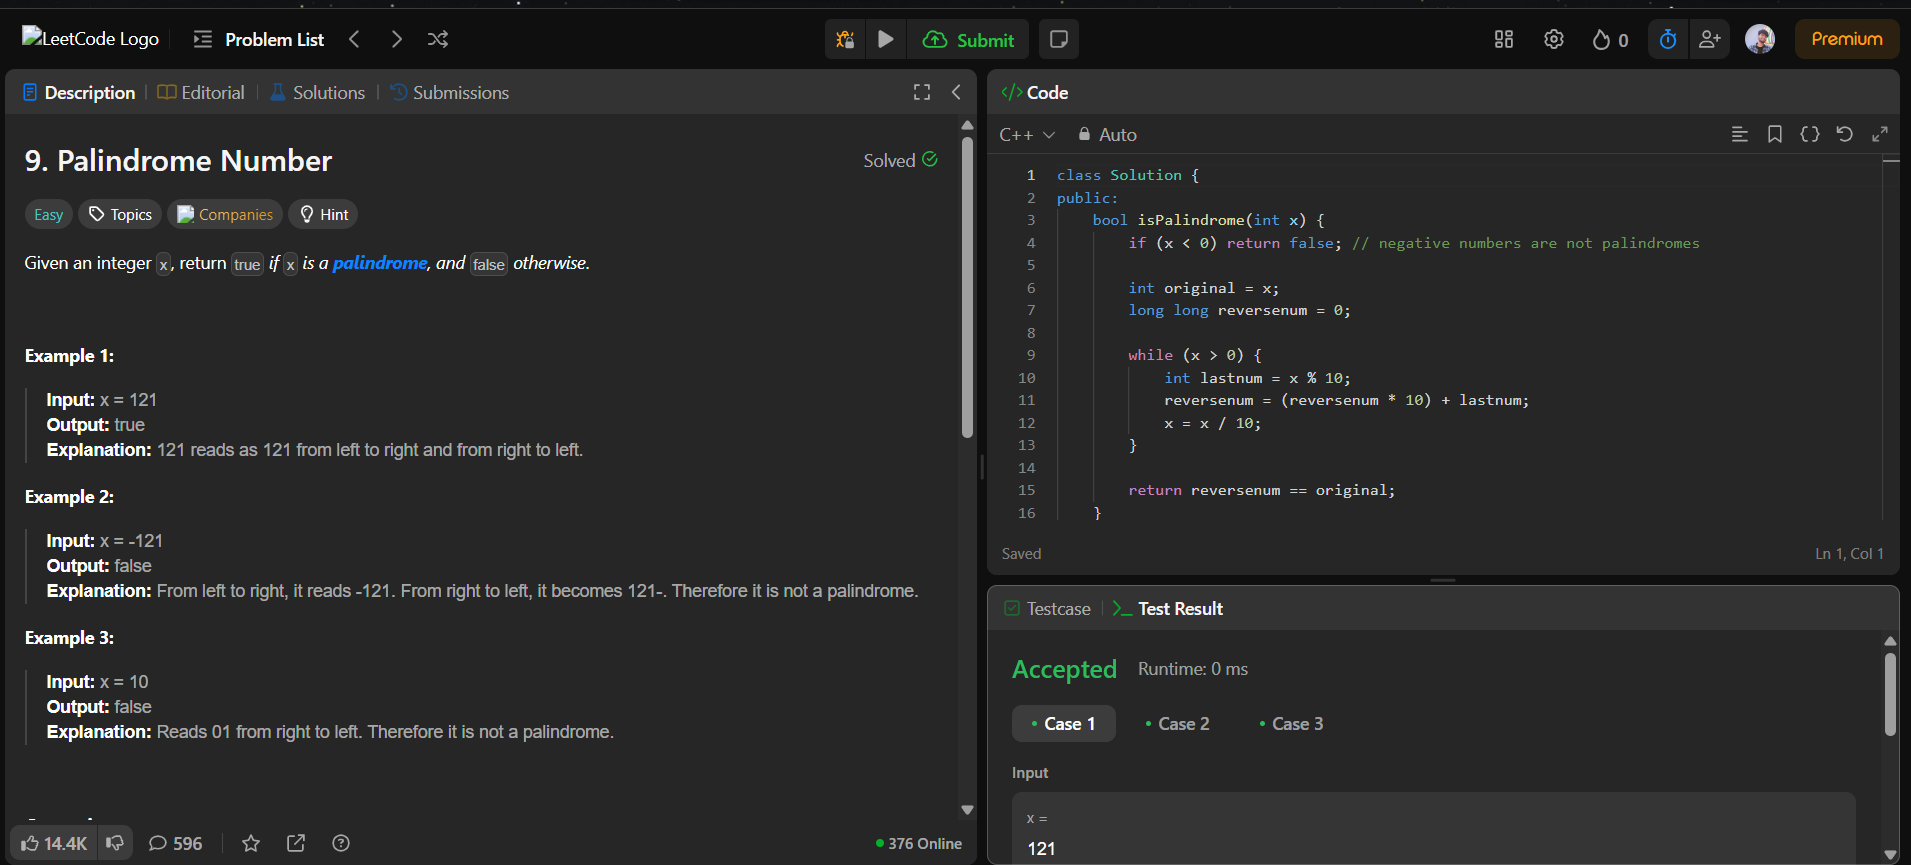 LeetCode Logo
Problem List
Submit
0
Premium
Description
Editorial
Solutions
Submissions
9. Palindrome Number
Solved
Easy
Topics
Companies
Hint
Given an integer x, return true if x is a palindrome, and false otherwise.
Example 1:
Input: x = 121
Output: true
Explanation: 121 reads as 121 from left to right and from right to left.
Example 2:
Input: x = -121
Output: false
Explanation: From left to right, it reads -121. From right to left, it becomes 121-. Therefore it is not a palindrome.
Example 3:
Input: x = 10
Output: false
Explanation: Reads 01 from right to left. Therefore it is not a palindrome.
14.4K
596
376 Online
</> Code
C++
Auto
1 class Solution {
2 public:
3 bool isPalindrome(int x) {
4 if (x < 0) return false; // negative numbers are not palindromes
5
6 int original = x;
7 long long reversenum = 0;
8
9 while (x > 0) {
10 int lastnum = x % 10;
11 reversenum = (reversenum * 10) + lastnum;
12 x = x / 10;
13 }
14
15 return reversenum == original;
16 }
Saved
Ln 1, Col 1
Testcase
>_ Test Result
Accepted
Runtime: 0 ms
• Case 1
• Case 2
• Case 3
Input
x =
121